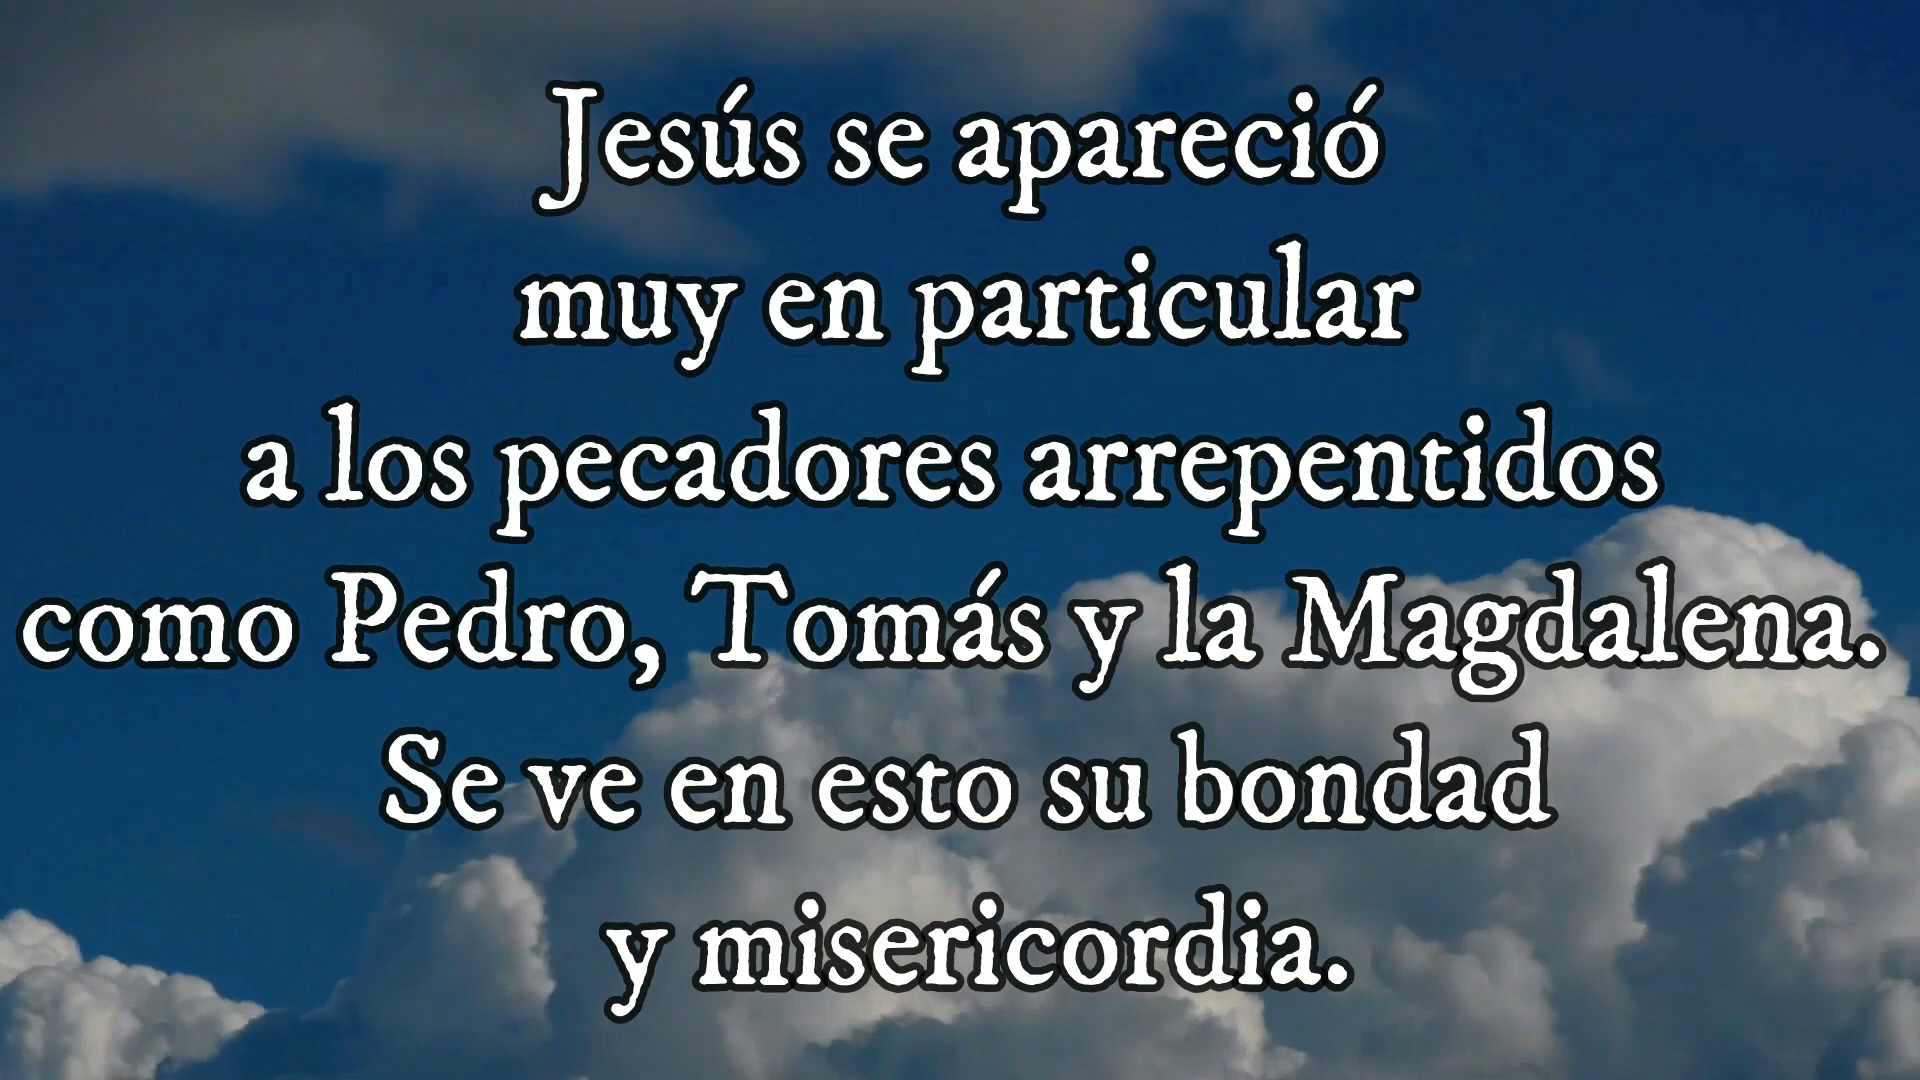 Jesús se apareció
muy en particular
a los pecadores arrepentidos
como Pedro, Tomás y la Magdalena.
Se ve en esto su bondad
y misericordia.